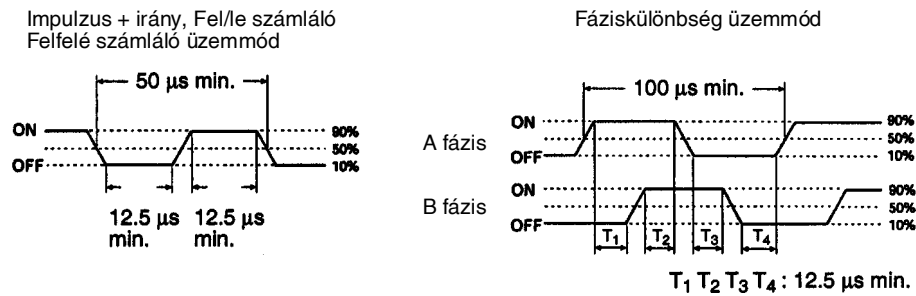 Impulzus + irány, Fel/le számláló
Felfelé számláló üzemmód
50 µs min.
ON
90%
50%
OFF
10%
12.5 µs min.
12.5 µs min.
Fáziskülönbség üzemmód
100 µs min.
A fázis
ON
90%
50%
OFF
10%
B fázis
ON
90%
50%
OFF
10%
T1 T2 T3 T4
T1 T2 T3 T4 : 12.5 µs min.